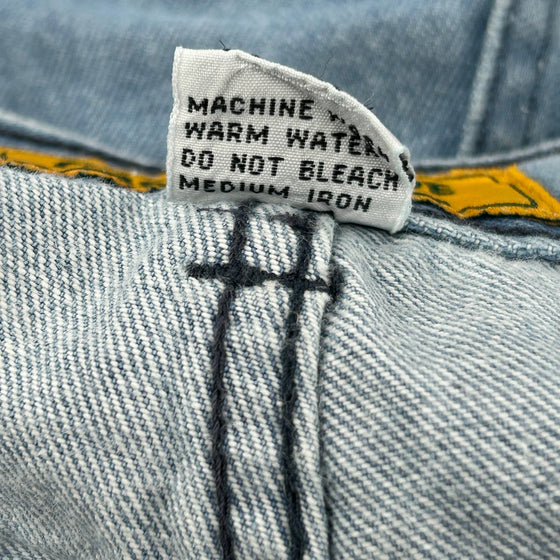 MACHINE
WARM WATER
DO NOT BLEACH
MEDIUM IRON